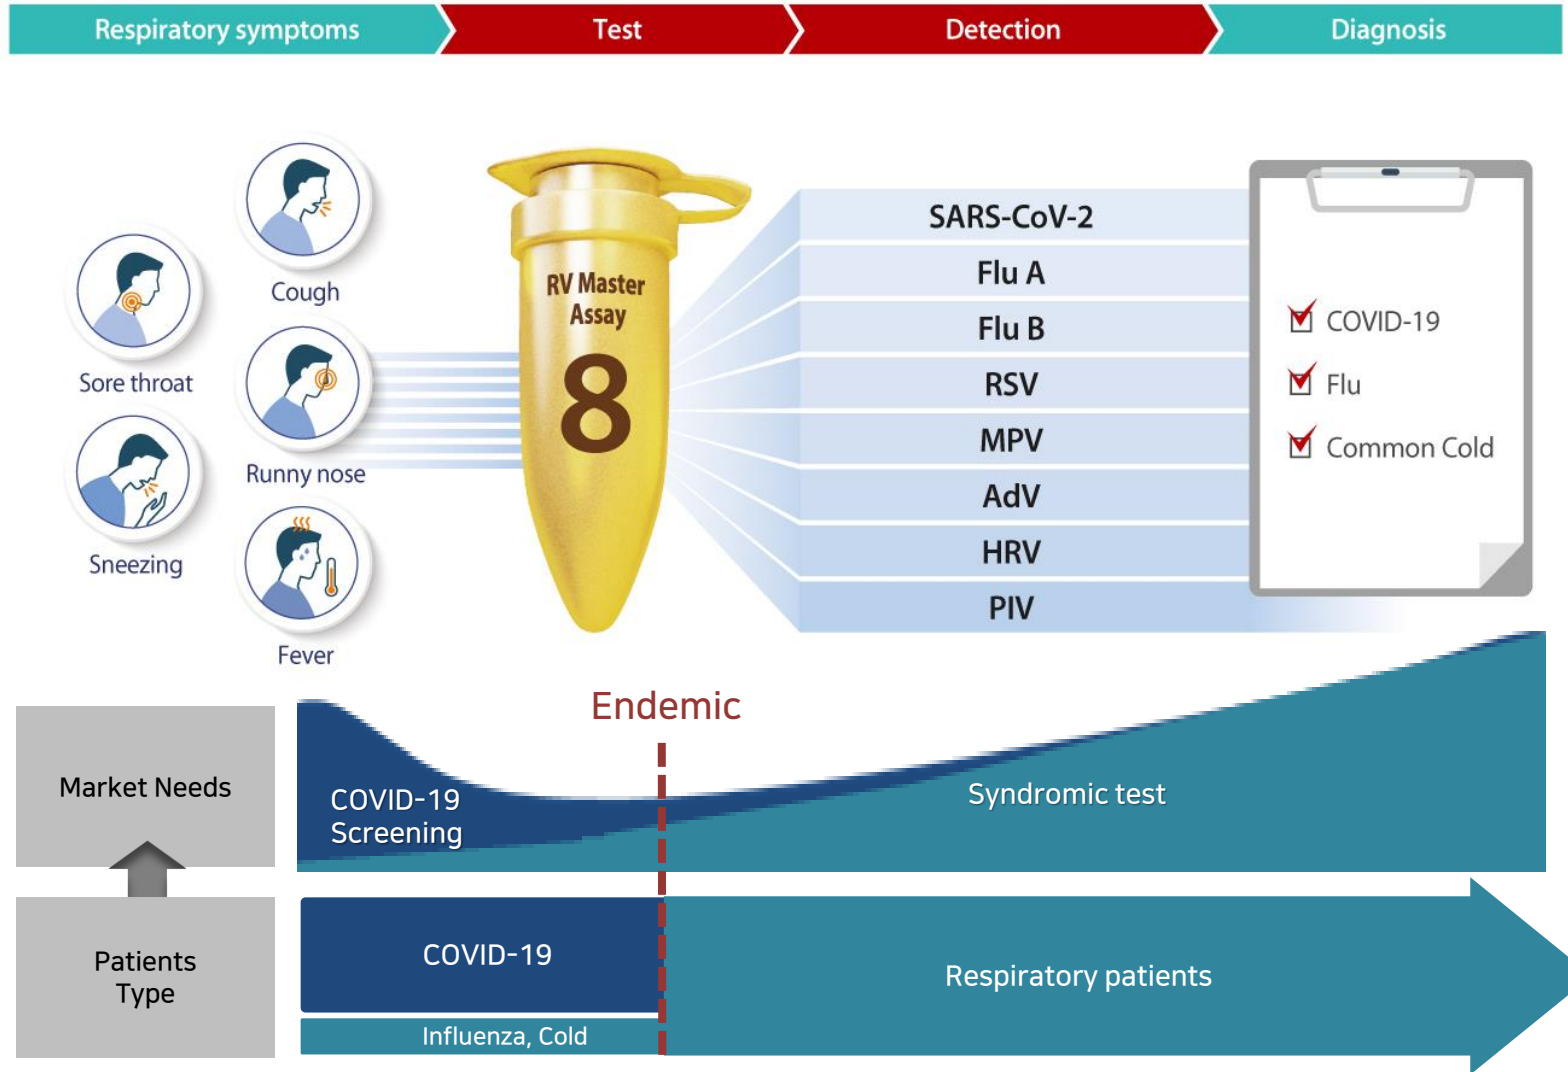 Respiratory symptoms
Test
Detection
Diagnosis
Cough
Sore throat
Runny nose
Sneezing
Fever
RV Master
Assay
8
SARS-CoV-2
Flu A
Flu B
RSV
MPV
AdV
HRV
PIV
COVID-19
Flu
Common Cold
Endemic
Market Needs
COVID-19
Screening
Syndromic test
Patients
Type
COVID-19
Influenza, Cold
Respiratory patients